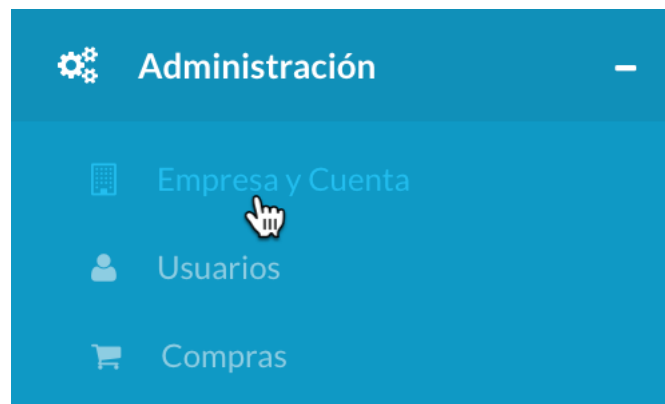 Administración
Empresa y Cuenta
Usuarios
Compras